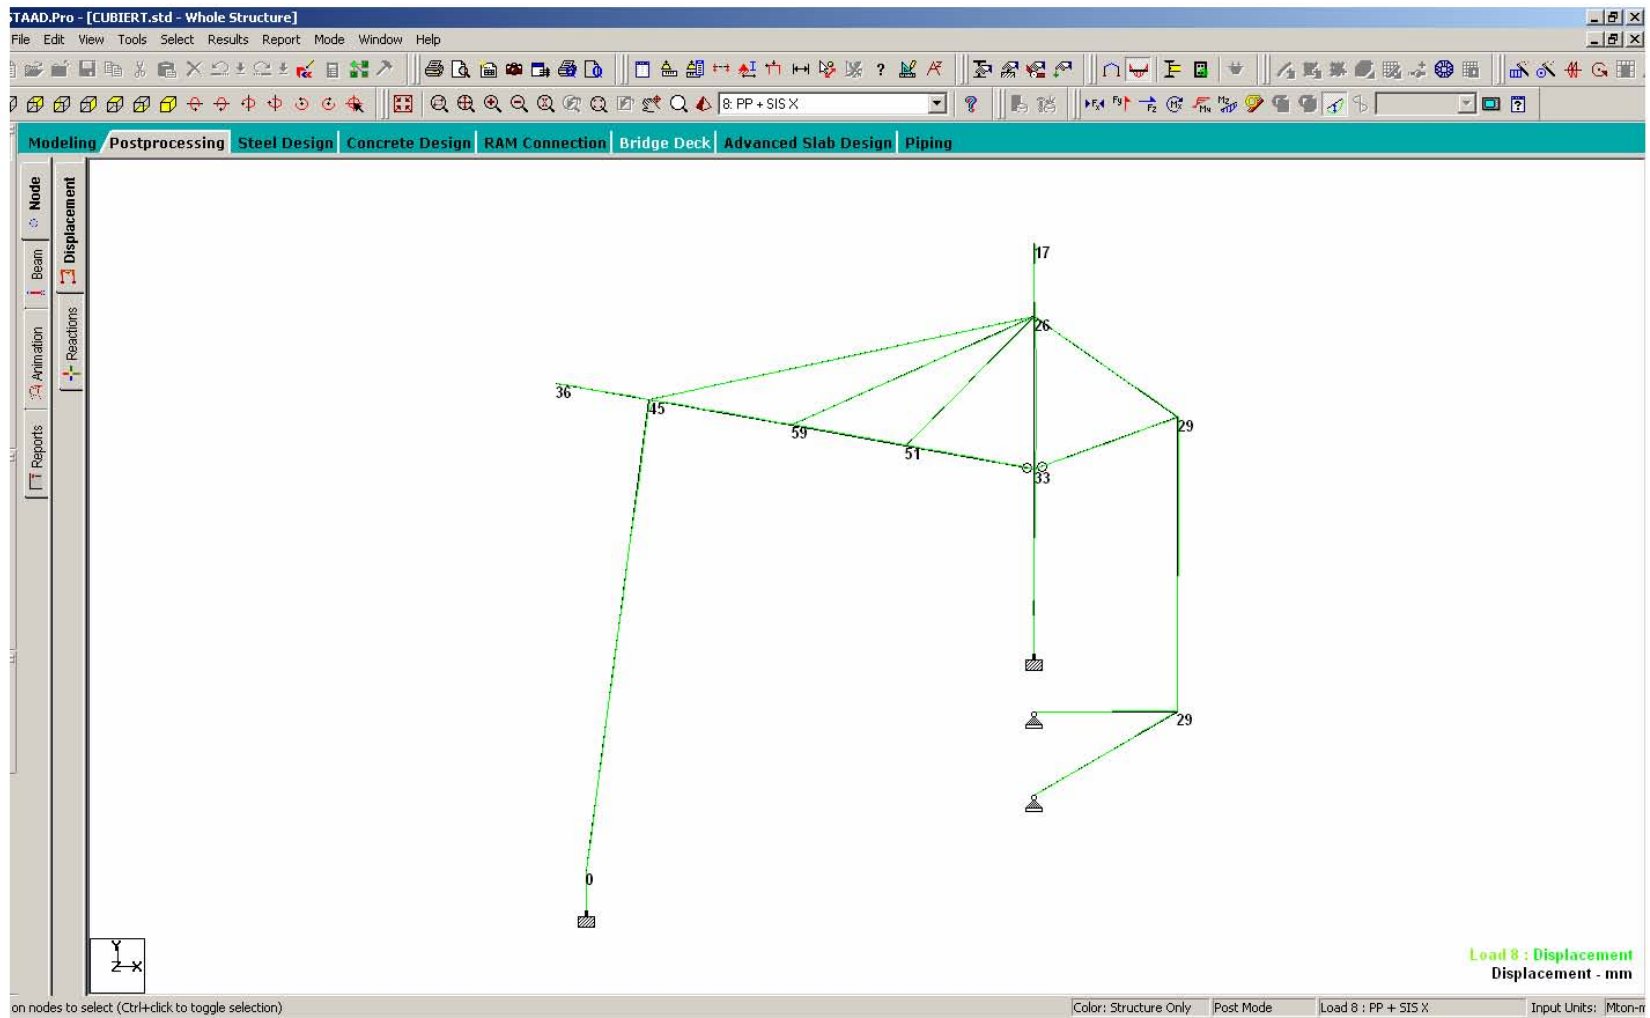 STAAD.Pro - [CUBIERT.std - Whole Structure]
File Edit View Tools Select Results Report Mode Window Help
8: PP + SIS X
Modeling Postprocessing Steel Design Concrete Design RAM Connection Bridge Deck Advanced Slab Design Piping
Node
Beam
Animation
Reports
Displacement
Reactions
17
26
36
45
29
59
51
33
29
0
Y
Z X
Load 8 : Displacement
Displacement - mm
on nodes to select (Ctrl+click to toggle selection) Color: Structure Only Post Mode Load 8 : PP + SIS X Input Units: Mton-